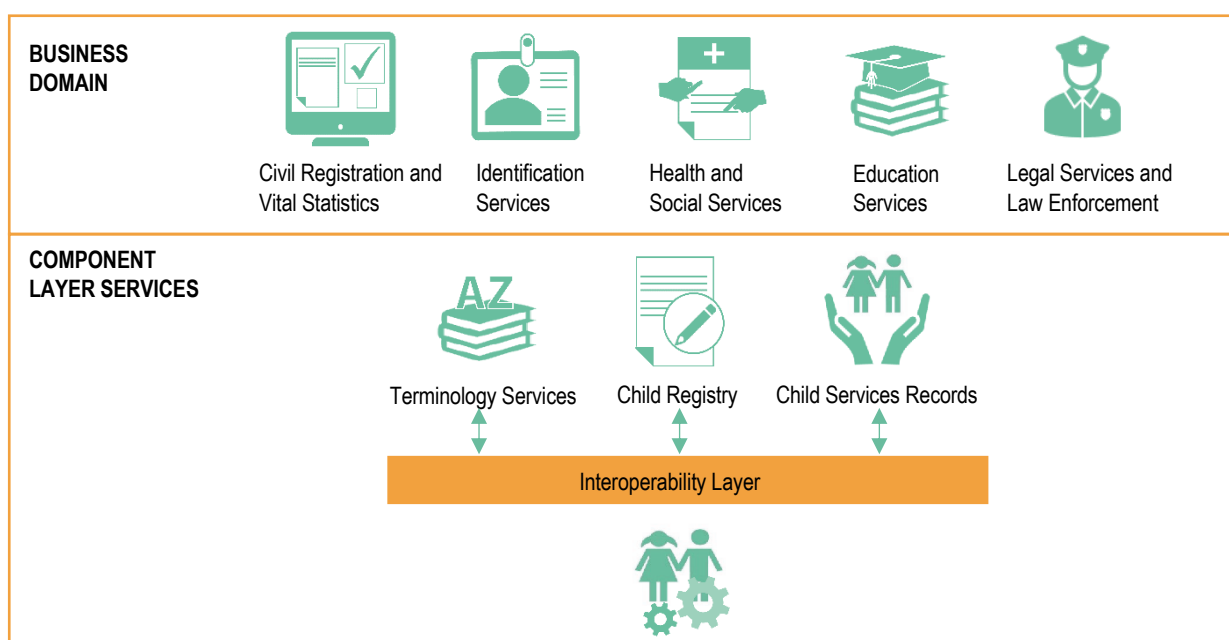 BUSINESS
DOMAIN
Civil Registration and
Vital Statistics
Identification
Services
Health and
Social Services
Education
Services
Legal Services and
Law Enforcement
COMPONENT
LAYER SERVICES
AZ
Terminology Services
Child Registry
Child Services Records
Interoperability Layer